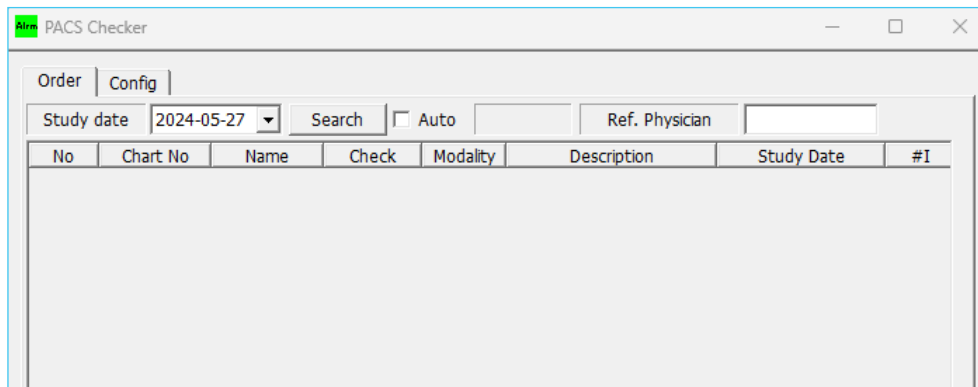 Alrm PACS Checker
Order Config
Study date 2024-05-27 Search Auto Ref. Physician
No Chart No Name Check Modality Description Study Date #I